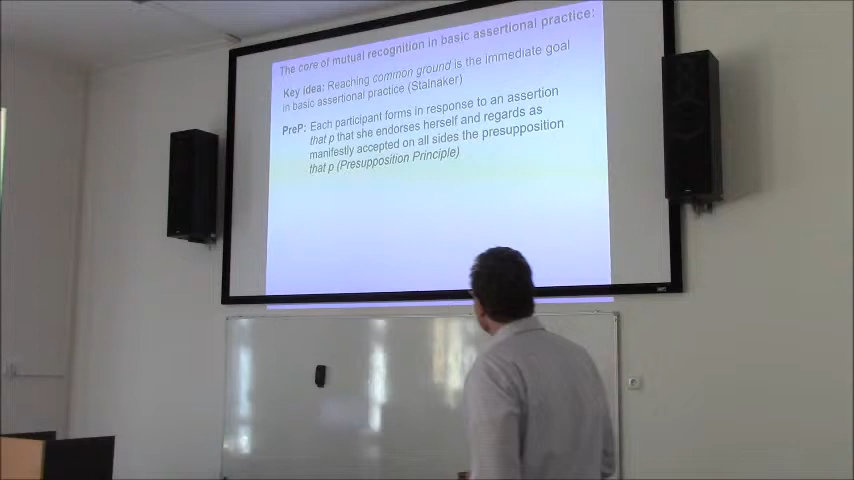 The core of mutual recognition in basic assertional practice:
Key idea: Reaching common ground is the immediate goal
in basic assertional practice (Stalnaker)
PreP: Each participant forms in response to an assertion
that p that she endorses herself and regards as
manifestly accepted on all sides the presupposition
that p (Presupposition Principle)